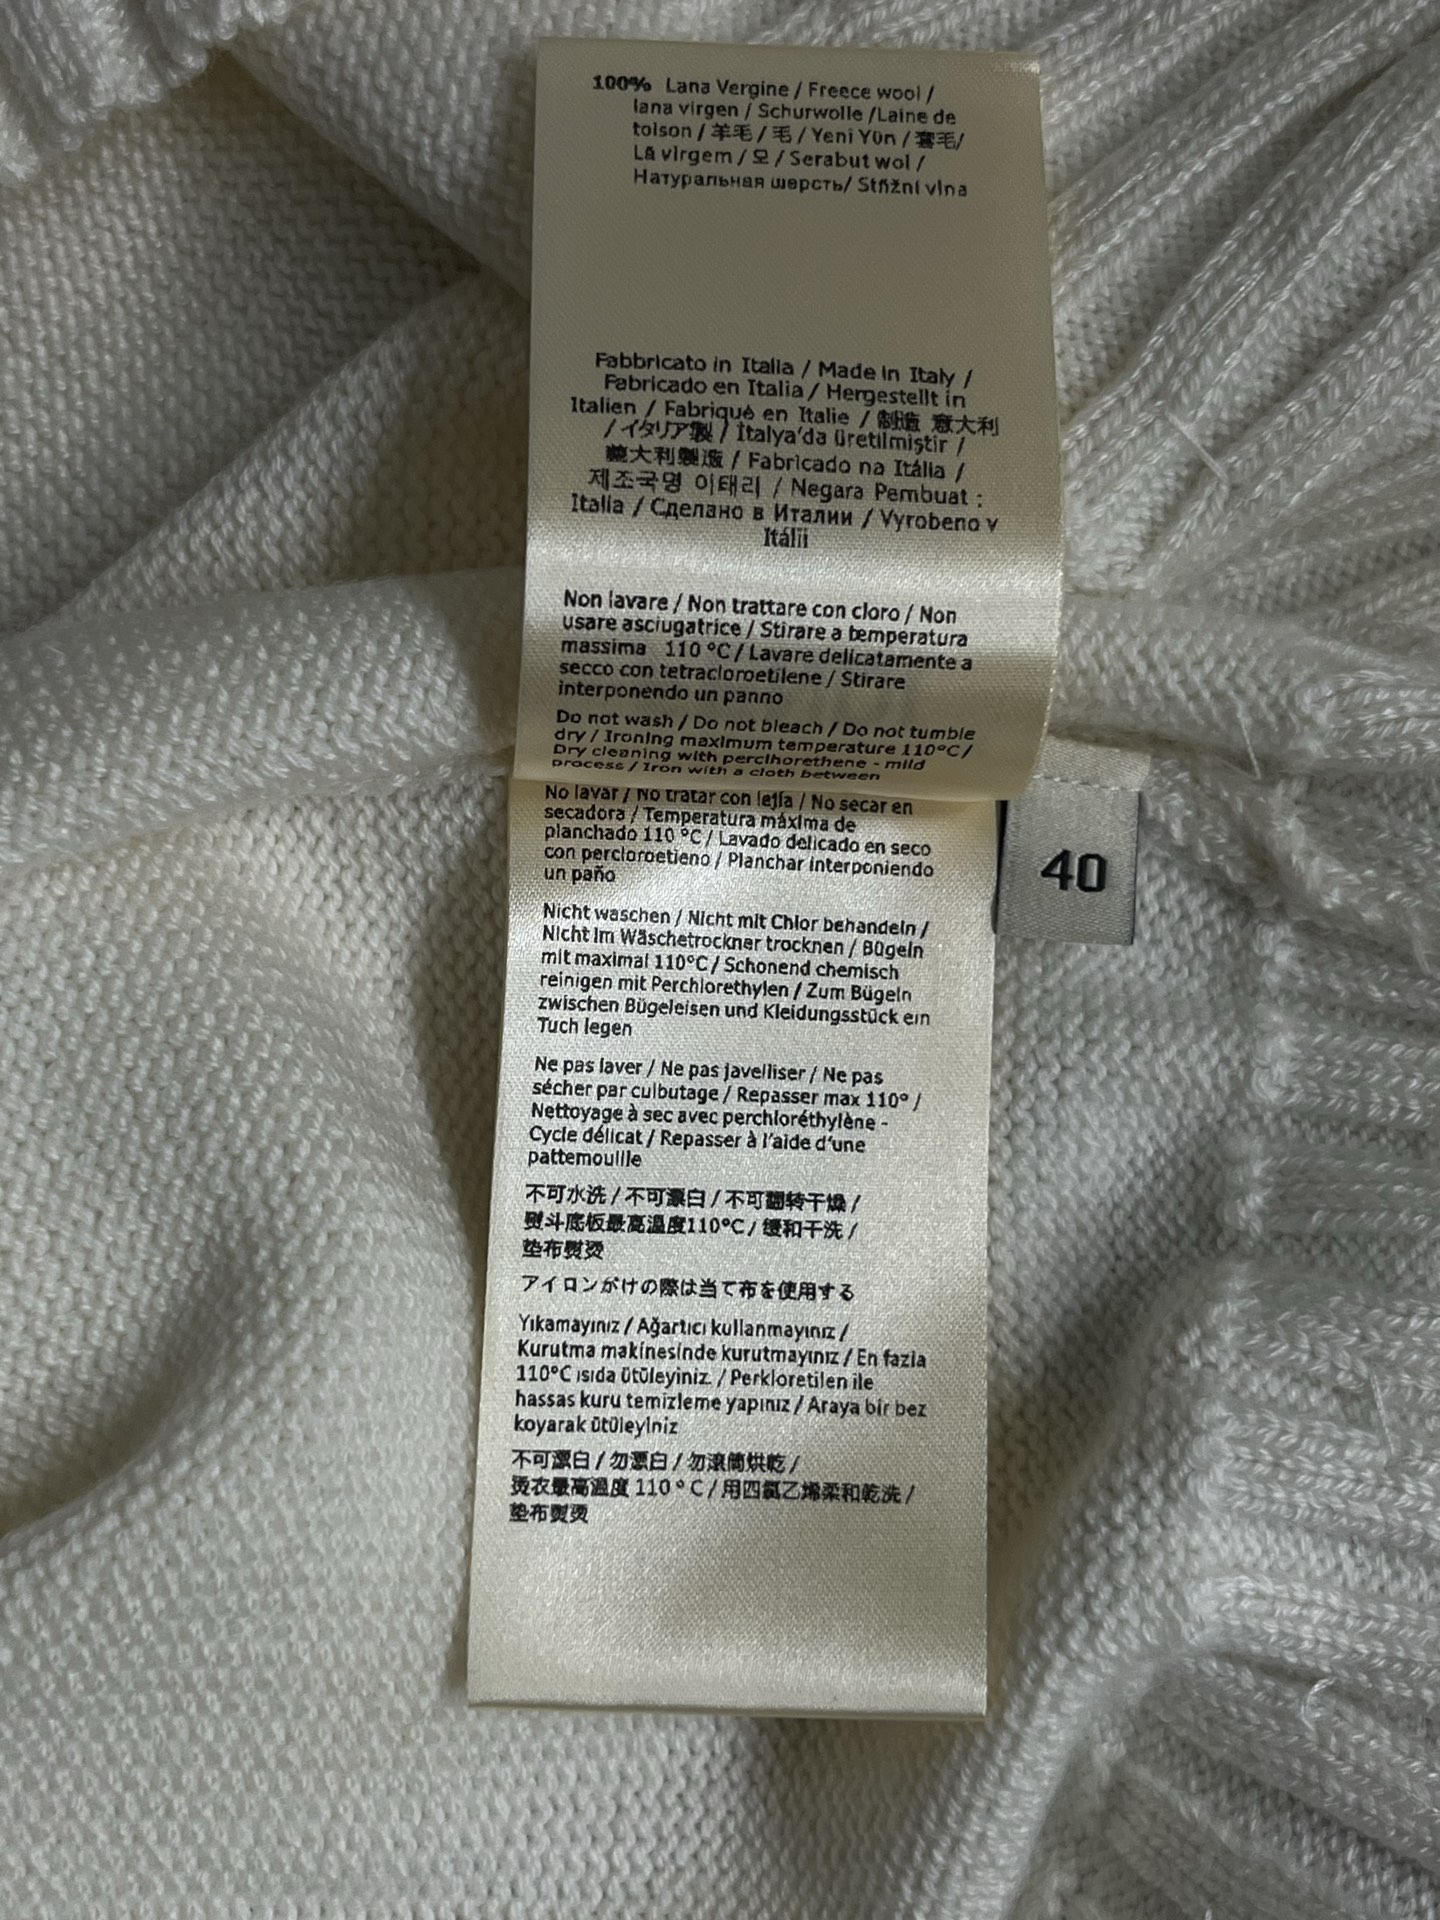 100% Lana Vergine / Freece wool /
lana virgen / Schurwolle /Laine de
toison / 羊毛 / 毛 / Yeni Yün / 套毛/
Lã virgem / 모 / Serabut wol /
Натуральная шерсть/ Střžní vlna
Fabbricato in Italia / Made in Italy /
Fabricado en Italia / Hergestellt in
Italien / Fabriqué en Italie / 制造 意大利
/ イタリア製 / İtalya'da üretilmiştir /
義大利製造 / Fabricado na Itália /
제조국명 이태리 / Negara Pembuat :
Italia / Сделано в Италии / Vyrobeno v
Itálii
Non lavare / Non trattare con cloro / Non
usare asciugatrice / Stirare a temperatura
massima 110 °C / Lavare delicatamente a
secco con tetracloroetilene / Stirare
interponendo un panno
Do not wash / Do not bleach / Do not tumble
dry / Ironing maximum temperature 110°C /
Dry cleaning with perclhorethene - mild
process / Iron with a cloth between
No lavar / No tratar con lejía / No secar en
secadora / Temperatura máxima de
planchado 110 °C / Lavado delicado en seco
con percloroetieno / Planchar interponiendo
un paño
40
Nicht waschen / Nicht mit Chlor behandeln /
Nicht im Wäschetrockner trocknen / Bügeln
mit maximal 110°C / Schonend chemisch
reinigen mit Perchlorethylen / Zum Bügeln
zwischen Bügeleisen und Kleidungsstück ein
Tuch legen
Ne pas laver / Ne pas javelliser / Ne pas
sécher par culbutage / Repasser max 110° /
Nettoyage à sec avec perchloréthylène -
Cycle délicat / Repasser à l'aide d'une
pattemouille
不可水洗 / 不可漂白 / 不可翻转干燥 /
熨斗底板最高温度110°C / 缓和干洗 /
垫布熨烫
アイロンがけの際は当て布を使用する
Yıkamayınız / Ağartıcı kullanmayınız /
Kurutma makinesinde kurutmayınız / En fazla
110°C ısıda ütüleyiniz. / Perkloretilen ile
hassas kuru temizleme yapınız / Araya bir bez
koyarak ütüleyiniz
不可漂白 / 勿漂白 / 勿滾筒烘乾 /
烫衣最高溫度 110 ° C / 用四氯乙烯柔和乾洗 /
垫布熨烫